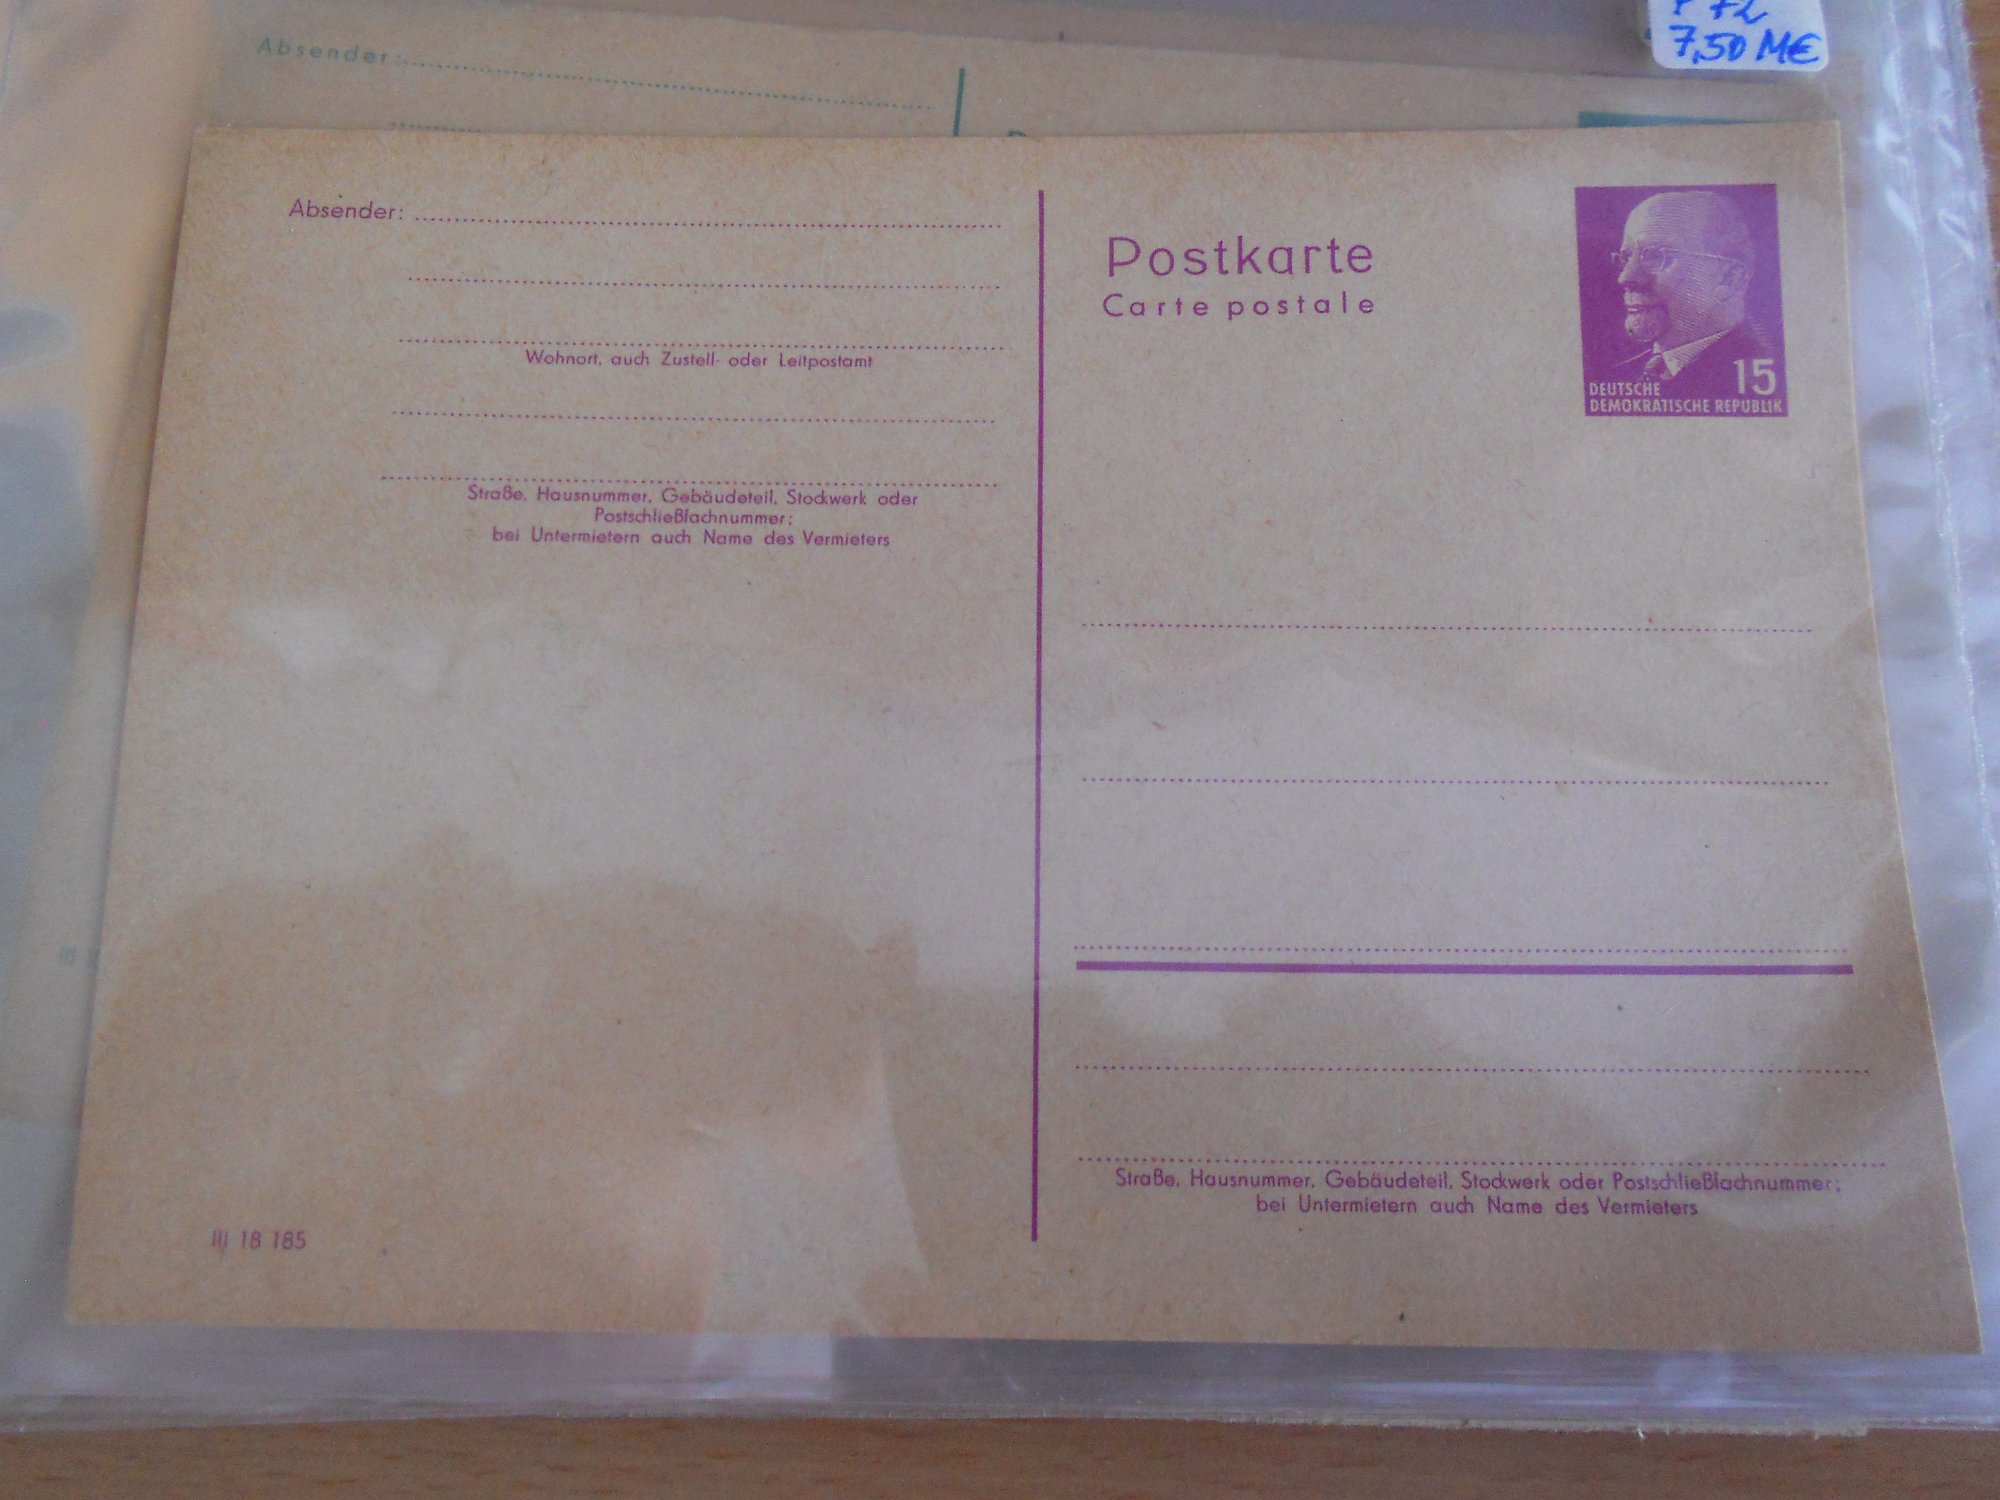 7,50 M€
Absender:
Absender:
Postkarte
Carte postale
15
DEUTSCHE
DEMOKRATISCHE REPUBLIK
Wohnort, auch Zustell- oder Leitpostamt
Straße, Hausnummer, Gebäudeteil, Stockwerk oder
Postschließfachnummer;
bei Untermietern auch Name des Vermieters
Straße, Hausnummer, Gebäudeteil, Stockwerk oder Postschließfachnummer;
bei Untermietern auch Name des Vermieters
III 18 185